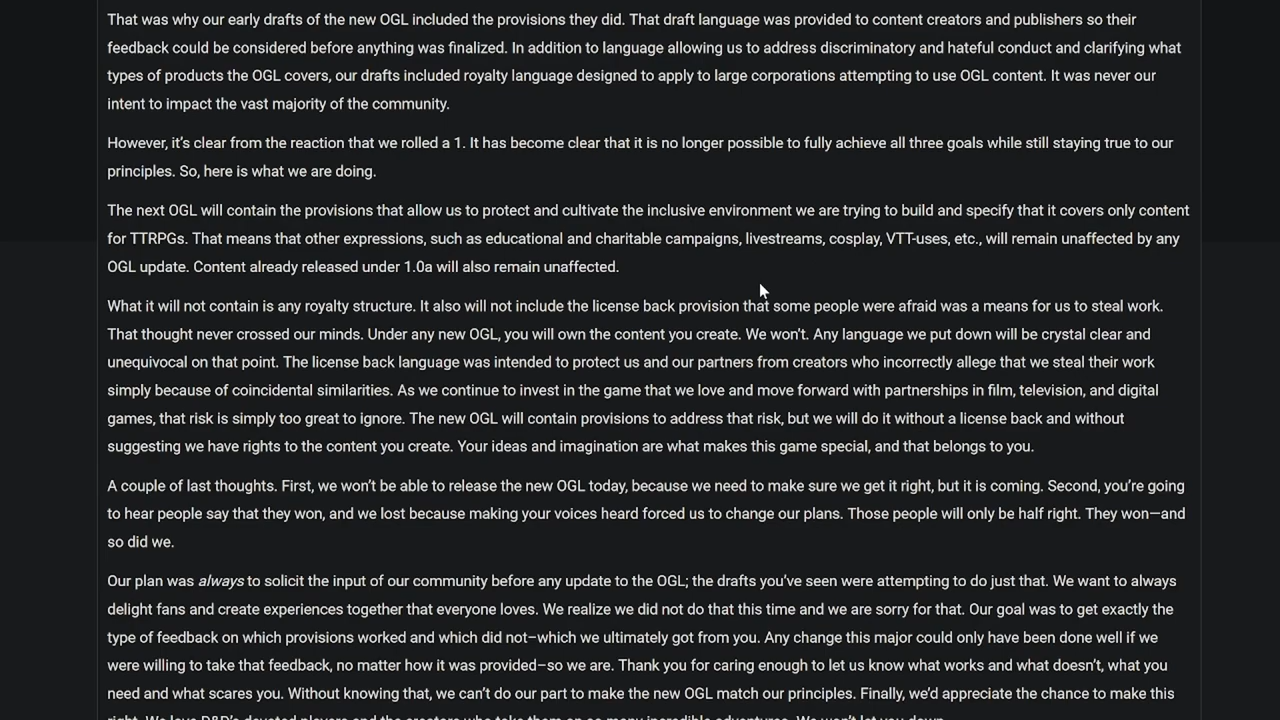 That was why our early drafts of the new OGL included the provisions they did. That draft language was provided to content creators and publishers so their
feedback could be considered before anything was finalized. In addition to language allowing us to address discriminatory and hateful conduct and clarifying what
types of products the OGL covers, our drafts included royalty language designed to apply to large corporations attempting to use OGL content. It was never our
intent to impact the vast majority of the community.
However, it's clear from the reaction that we rolled a 1. It has become clear that it is no longer possible to fully achieve all three goals while still staying true to our
principles. So, here is what we are doing.
The next OGL will contain the provisions that allow us to protect and cultivate the inclusive environment we are trying to build and specify that it covers only content
for TTRPGs. That means that other expressions, such as educational and charitable campaigns, livestreams, cosplay, VTT-uses, etc., will remain unaffected by any
OGL update. Content already released under 1.0a will also remain unaffected.
What it will not contain is any royalty structure. It also will not include the license back provision that some people were afraid was a means for us to steal work.
That thought never crossed our minds. Under any new OGL, you will own the content you create. We won't. Any language we put down will be crystal clear and
unequivocal on that point. The license back language was intended to protect us and our partners from creators who incorrectly allege that we steal their work
simply because of coincidental similarities. As we continue to invest in the game that we love and move forward with partnerships in film, television, and digital
games, that risk is simply too great to ignore. The new OGL will contain provisions to address that risk, but we will do it without a license back and without
suggesting we have rights to the content you create. Your ideas and imagination are what makes this game special, and that belongs to you.
A couple of last thoughts. First, we won't be able to release the new OGL today, because we need to make sure we get it right, but it is coming. Second, you're going
to hear people say that they won, and we lost because making your voices heard forced us to change our plans. Those people will only be half right. They won—and
so did we.
Our plan was always to solicit the input of our community before any update to the OGL; the drafts you've seen were attempting to do just that. We want to always
delight fans and create experiences together that everyone loves. We realize we did not do that this time and we are sorry for that. Our goal was to get exactly the
type of feedback on which provisions worked and which did not–which we ultimately got from you. Any change this major could only have been done well if we
were willing to take that feedback, no matter how it was provided–so we are. Thank you for caring enough to let us know what works and what doesn't, what you
need and what scares you. Without knowing that, we can't do our part to make the new OGL match our principles. Finally, we'd appreciate the chance to make this
right. We love D&D's devoted players and the creators who take them on so many incredible adventures. We won't let you down.